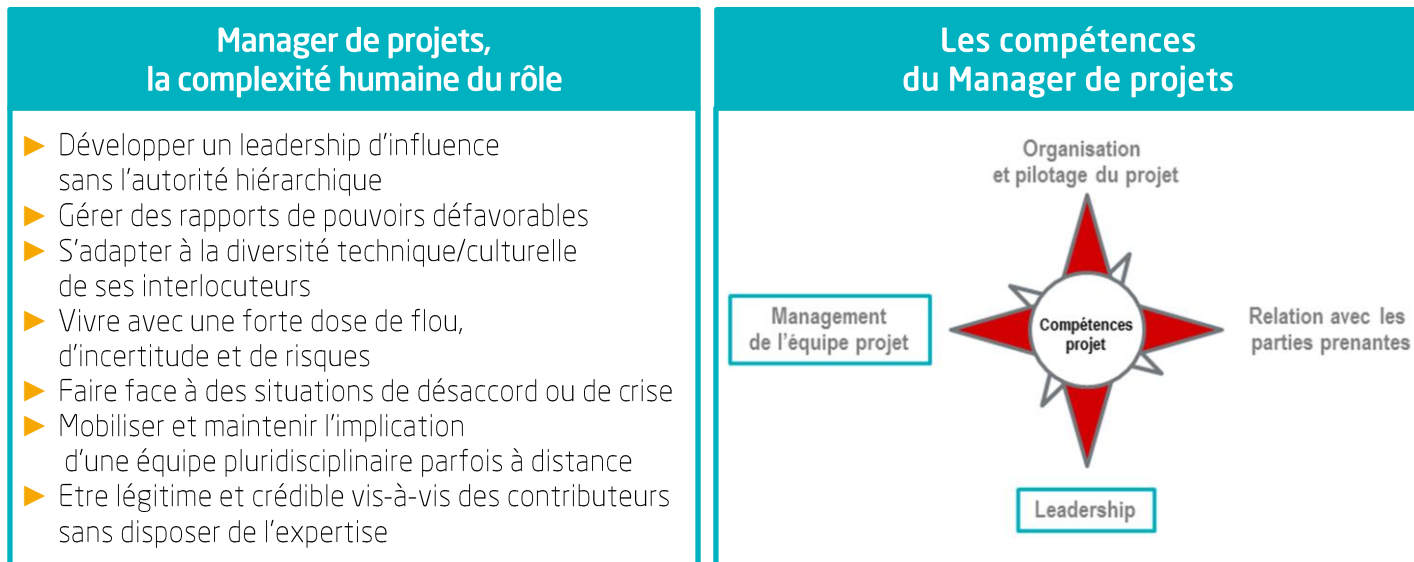 Manager de projets,
la complexité humaine du rôle
► Développer un leadership d'influence
sans l'autorité hiérarchique
► Gérer des rapports de pouvoirs défavorables
► S'adapter à la diversité technique/culturelle
de ses interlocuteurs
► Vivre avec une forte dose de flou,
d'incertitude et de risques
► Faire face à des situations de désaccord ou de crise
► Mobiliser et maintenir l'implication
d'une équipe pluridisciplinaire parfois à distance
► Etre légitime et crédible vis-à-vis des contributeurs
sans disposer de l'expertise
Les compétences
du Manager de projets
Organisation
et pilotage du projet
Management
de l'équipe projet
Compétences
projet
Relation avec les
parties prenantes
Leadership